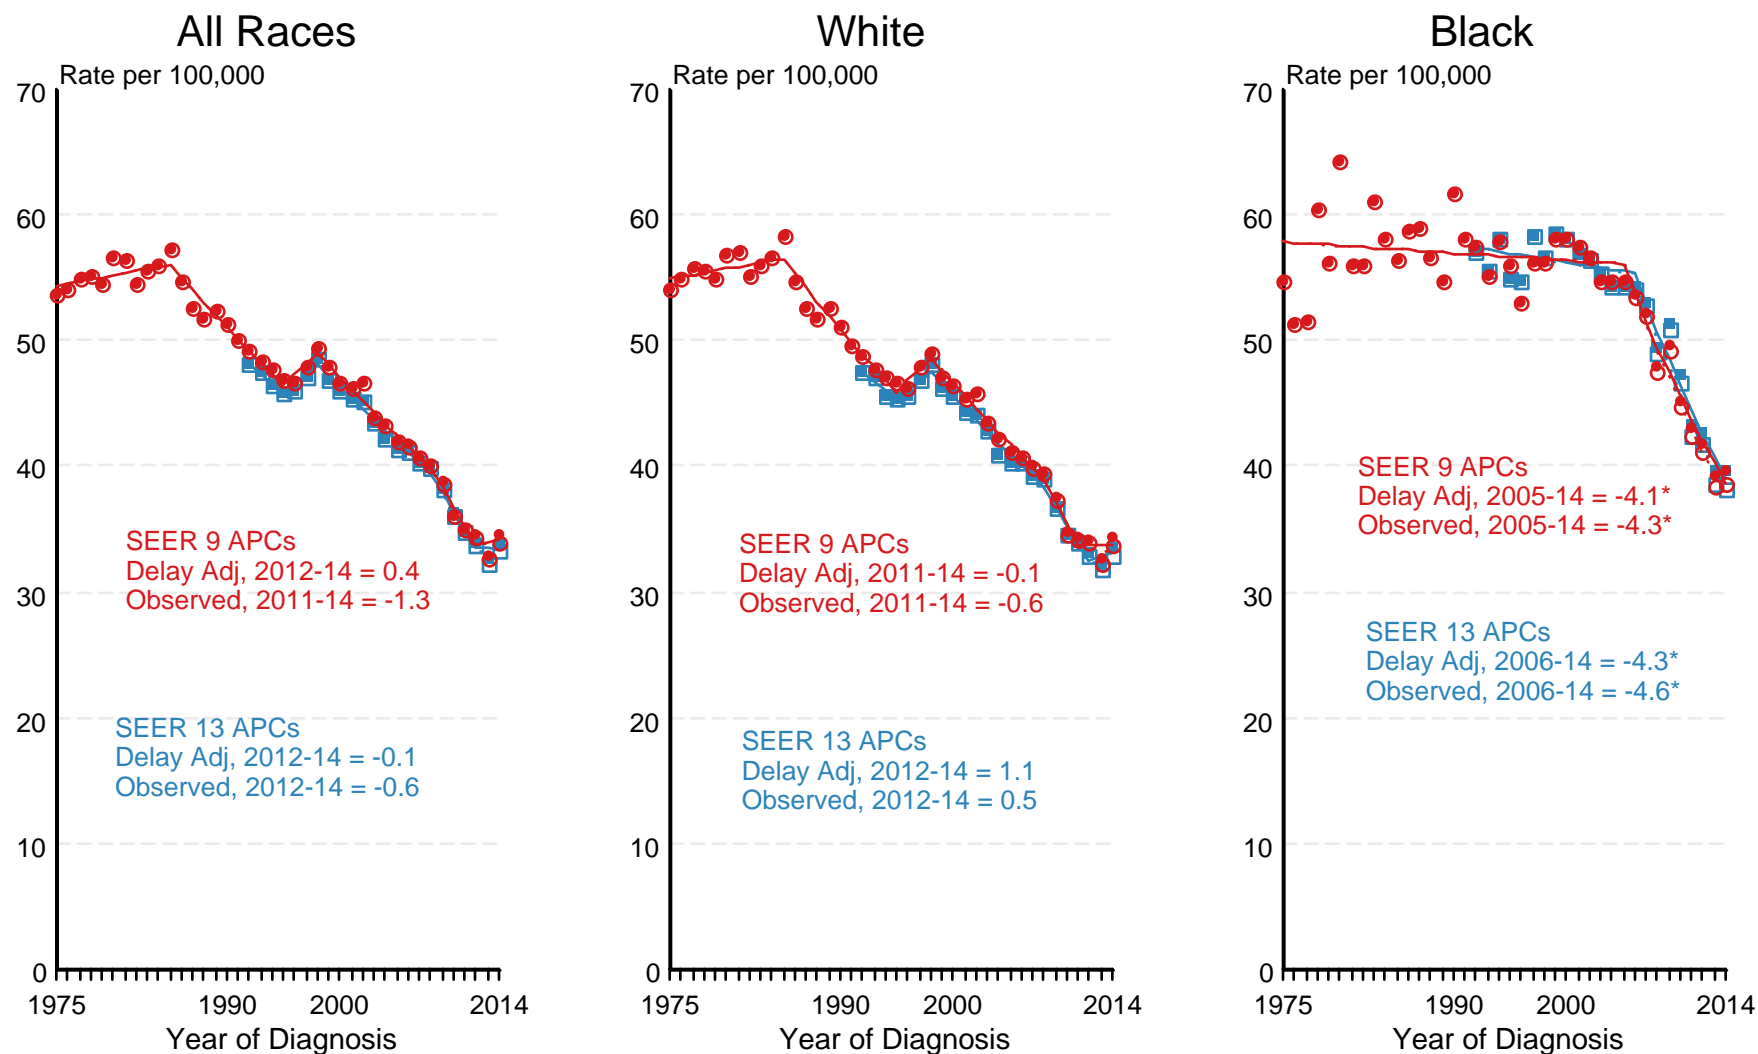 All Races
Rate per 100,000
70
60
50
40
30
20
10
0
SEER 9 APCs
Delay Adj, 2012-14 = 0.4
Observed, 2011-14 = -1.3
SEER 13 APCs
Delay Adj, 2012-14 = -0.1
Observed, 2012-14 = -0.6
1975 1990 2000 2014
Year of Diagnosis
White
Rate per 100,000
70
60
50
40
30
20
10
0
SEER 9 APCs
Delay Adj, 2011-14 = -0.1
Observed, 2011-14 = -0.6
SEER 13 APCs
Delay Adj, 2012-14 = 1.1
Observed, 2012-14 = 0.5
1975 1990 2000 2014
Year of Diagnosis
Black
Rate per 100,000
70
60
50
40
30
20
10
0
SEER 9 APCs
Delay Adj, 2005-14 = -4.1*
Observed, 2005-14 = -4.3*
SEER 13 APCs
Delay Adj, 2006-14 = -4.3*
Observed, 2006-14 = -4.6*
1975 1990 2000 2014
Year of Diagnosis